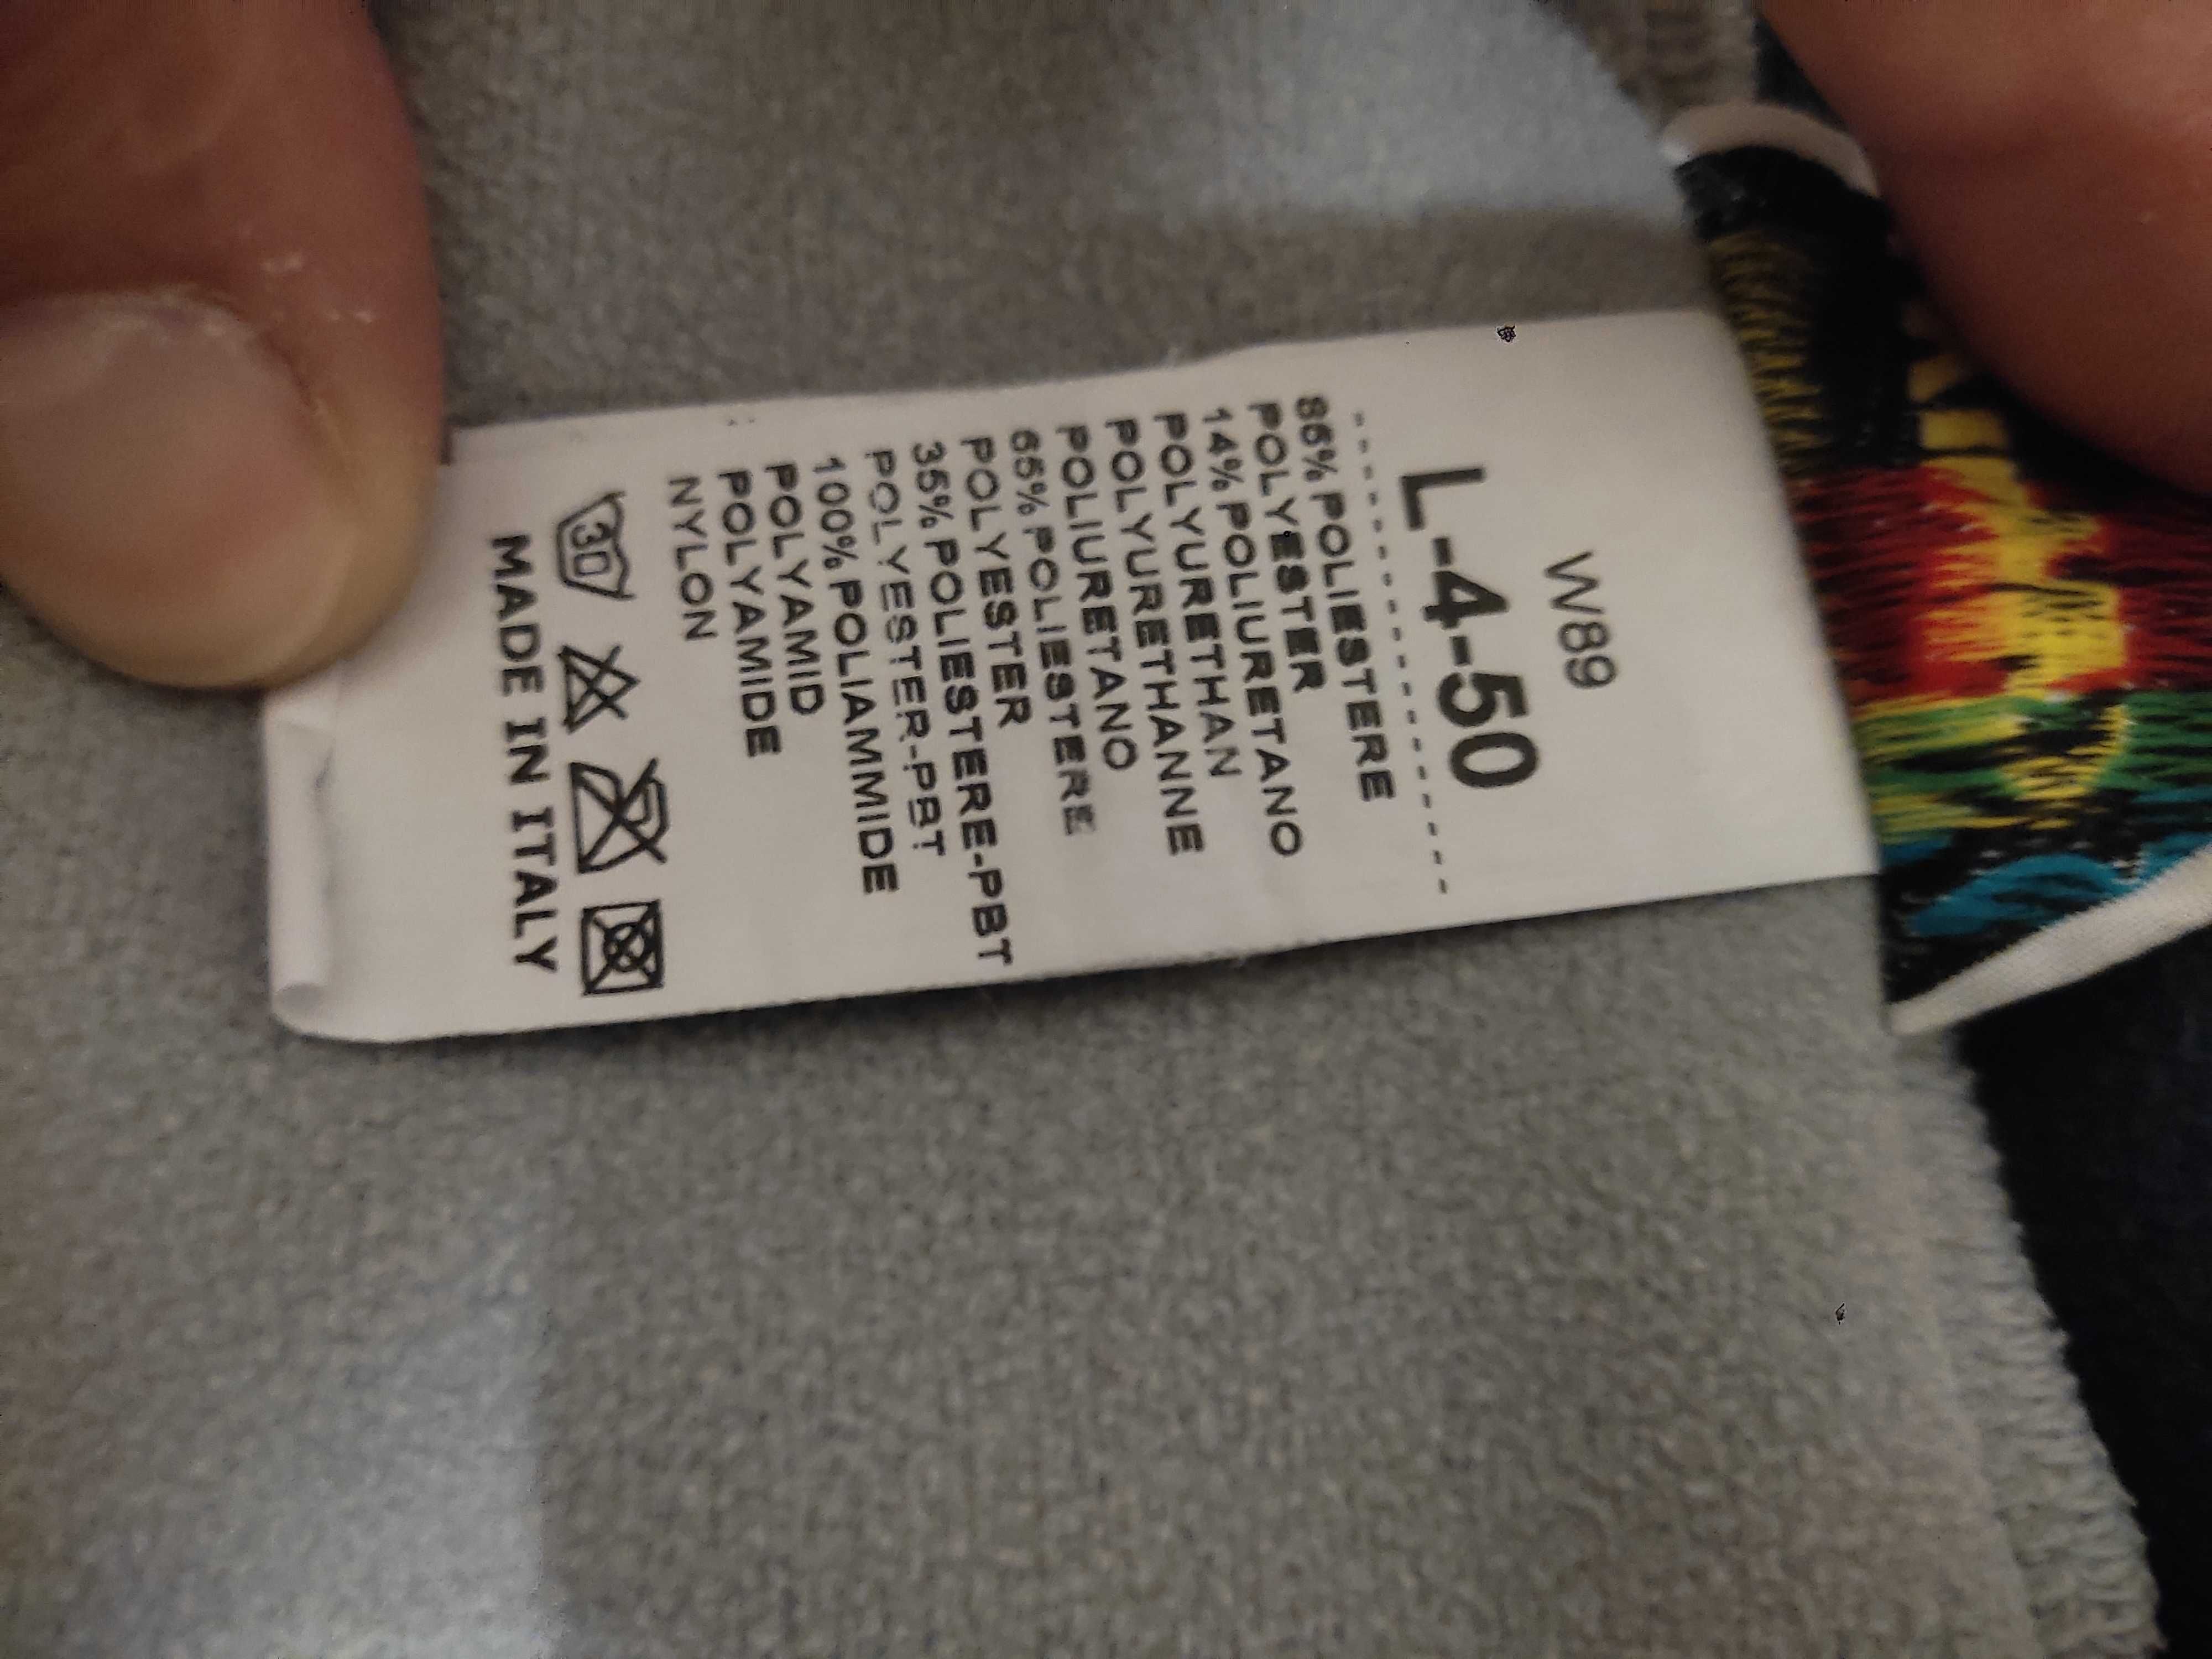 W89
L-4-50
86% POLIESTERE
POLYESTER
14% POLIURETANO
POLYURETHAN
POLYURETHANNE
POLIURETANO
65% POLIESTERE
POLYESTER
35% POLIESTERE-PBT
POLYESTER-PBT
100% POLIAMMIDE
POLYAMID
POLYAMIDE
NYLON
30
MADE IN ITALY